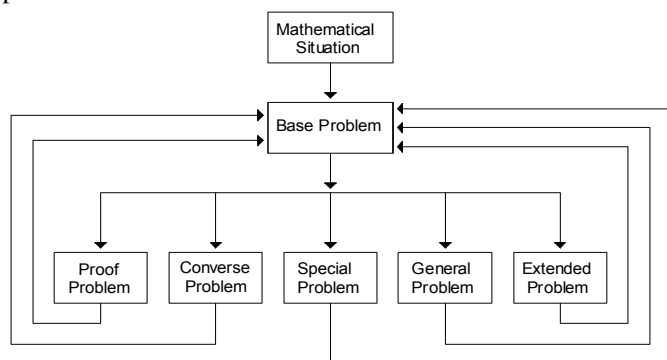 Mathematical
Situation
Base Problem
Proof
Problem
Converse
Problem
Special
Problem
General
Problem
Extended
Problem